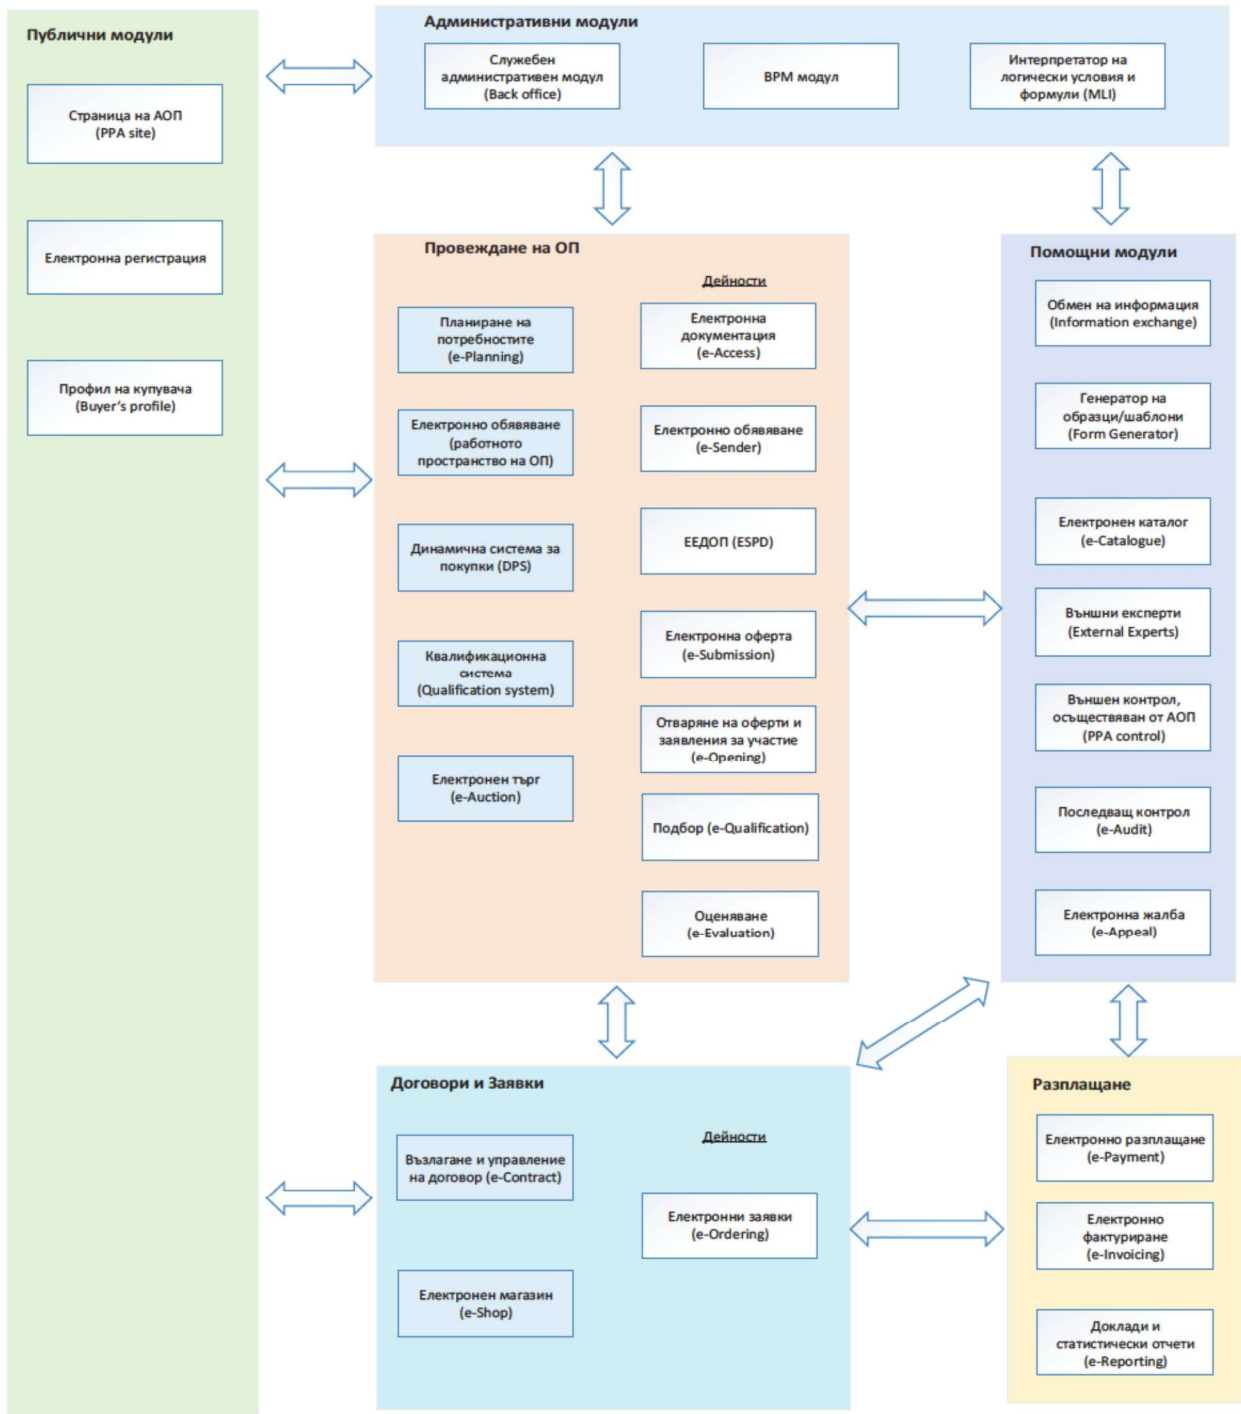 Публични модули
Страница на АОП
(PPA site)
Електронна регистрация
Профил на купувача
(Buyer's profile)
Административни модули
Служебен
административен модул
(Back office)
BPM модул
Интерпретатор на
логически условия и
формули (MLI)
Провеждане на ОП
Планиране на
потребностите
(e-Planning)
Електронно обявяване
(работното
пространство на ОП)
Динамична система за
покупки (DPS)
Квалификационна
система
(Qualification system)
Електронен търг
(e-Auction)
Дейности
Електронна
документация
(e-Access)
Електронно обявяване
(e-Sender)
ЕЕДОП (ESPD)
Електронна оферта
(e-Submission)
Отваряне на оферти и
заявления за участие
(e-Opening)
Подбор (e-Qualification)
Оценяване
(e-Evaluation)
Помощни модули
Обмен на информация
(Information exchange)
Генератор на
образци/шаблони
(Form Generator)
Електронен каталог
(e-Catalogue)
Външни експерти
(External Experts)
Външен контрол,
осъществяван от АОП
(PPA control)
Последващ контрол
(e-Audit)
Електронна жалба
(e-Appeal)
Договори и Заявки
Възлагане и управление
на договор (e-Contract)
Електронен магазин
(e-Shop)
Дейности
Електронни заявки
(e-Ordering)
Разплащане
Електронно разплащане
(e-Payment)
Електронно
фактуриране
(e-Invoicing)
Доклади и
статистически отчети
(e-Reporting)